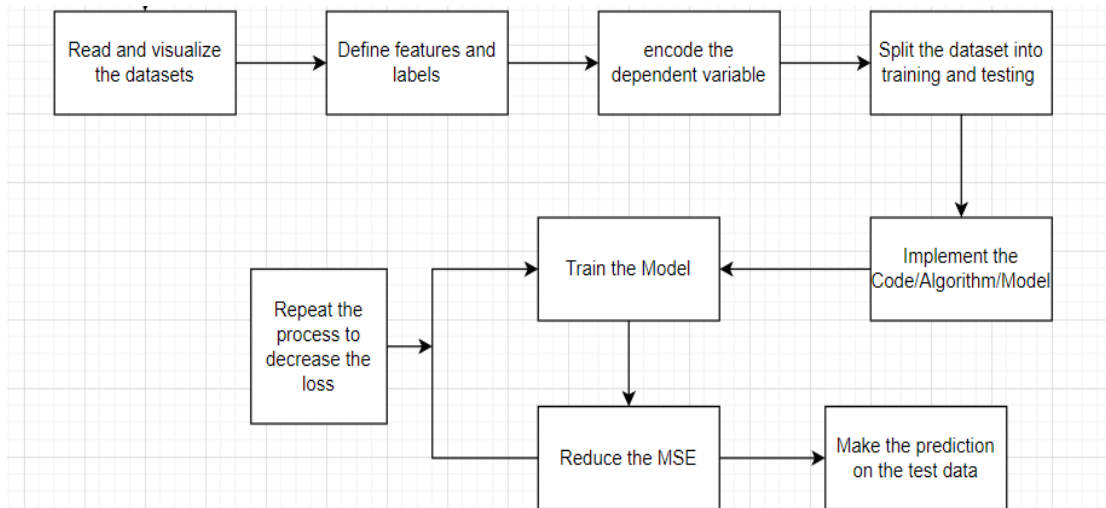 Read and visualize
the datasets
Define features and
labels
encode the
dependent variable
Split the dataset into
training and testing
Implement the
Code/Algorithm/Model
Train the Model
Repeat the
process to
decrease the
loss
Reduce the MSE
Make the prediction
on the test data